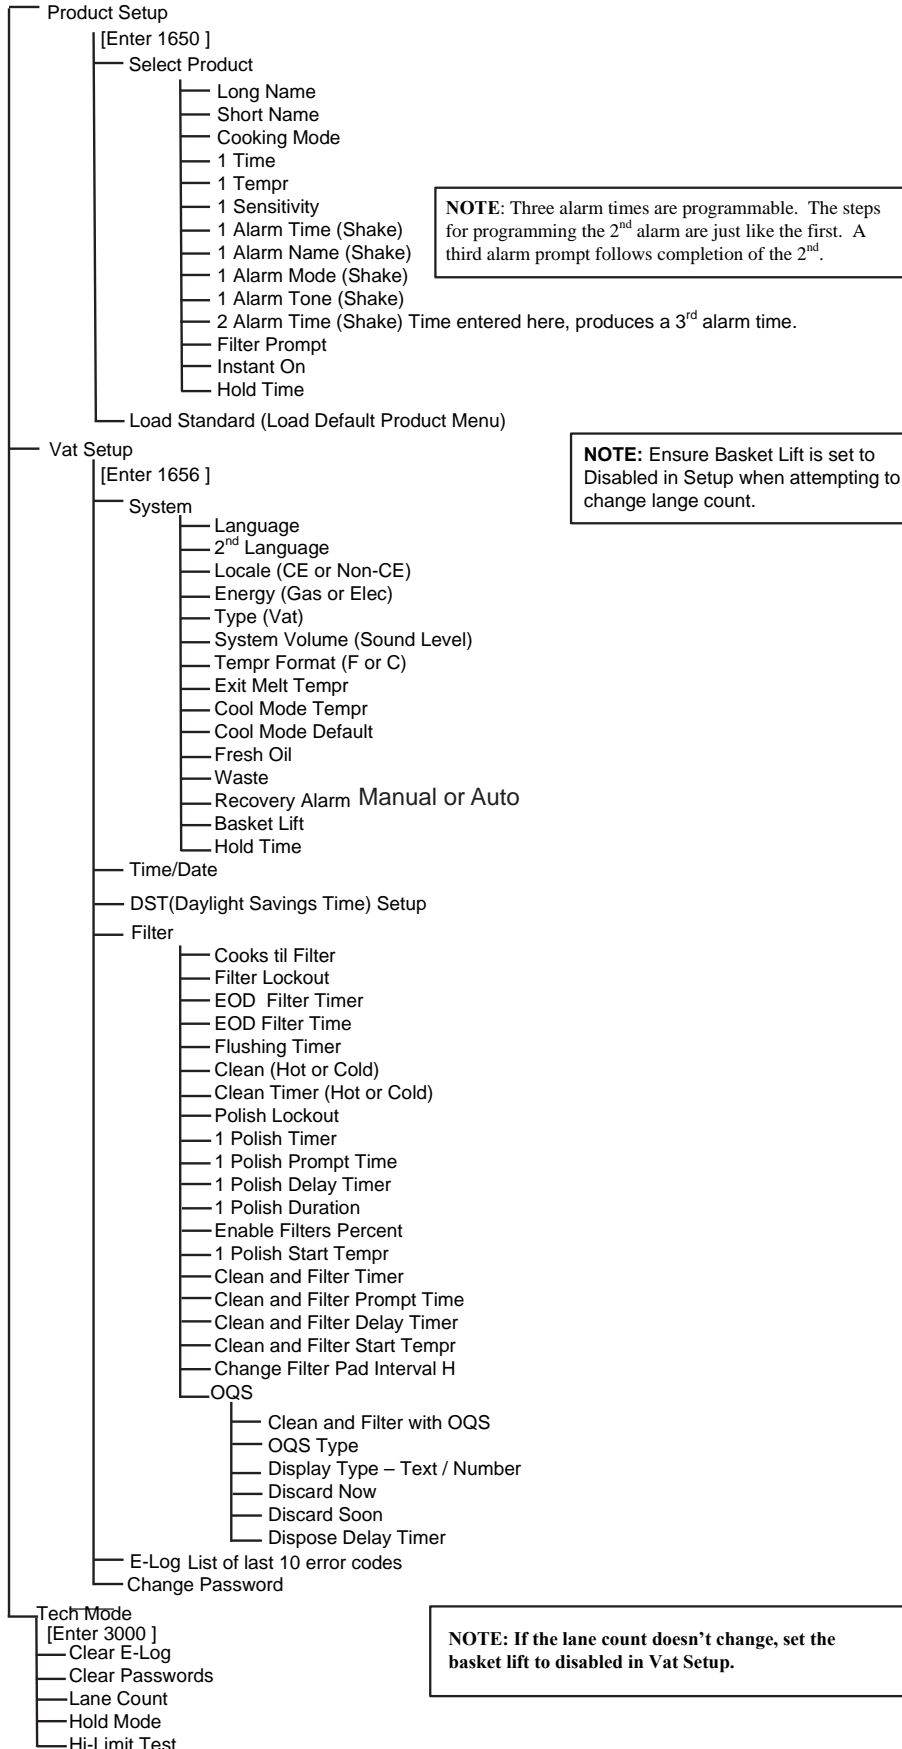 Product Setup
[Enter 1650 ]
Select Product
Long Name
Short Name
Cooking Mode
1 Time
1 Tempr
1 Sensitivity
1 Alarm Time (Shake)
1 Alarm Name (Shake)
1 Alarm Mode (Shake)
1 Alarm Tone (Shake)
2 Alarm Time (Shake) Time entered here, produces a 3rd alarm time.
Filter Prompt
Instant On
Hold Time
NOTE: Three alarm times are programmable. The steps
for programming the 2nd alarm are just like the first. A
third alarm prompt follows completion of the 2nd.
Load Standard (Load Default Product Menu)
Vat Setup
[Enter 1656 ]
NOTE: Ensure Basket Lift is set to
Disabled in Setup when attempting to
change lange count.
System
Language
2nd Language
Locale (CE or Non-CE)
Energy (Gas or Elec)
Type (Vat)
System Volume (Sound Level)
Tempr Format (F or C)
Exit Melt Tempr
Cool Mode Tempr
Cool Mode Default
Fresh Oil
Waste
Recovery Alarm Manual or Auto
Basket Lift
Hold Time
Time/Date
DST(Daylight Savings Time) Setup
Filter
Cooks til Filter
Filter Lockout
EOD Filter Timer
EOD Filter Time
Flushing Timer
Clean (Hot or Cold)
Clean Timer (Hot or Cold)
Polish Lockout
1 Polish Timer
1 Polish Prompt Time
1 Polish Delay Timer
1 Polish Duration
Enable Filters Percent
1 Polish Start Tempr
Clean and Filter Timer
Clean and Filter Prompt Time
Clean and Filter Delay Timer
Clean and Filter Start Tempr
Change Filter Pad Interval H
OQS
Clean and Filter with OQS
OQS Type
Display Type – Text / Number
Discard Now
Discard Soon
Dispose Delay Timer
E-Log List of last 10 error codes
Change Password
Tech Mode
[Enter 3000 ]
Clear E-Log
Clear Passwords
Lane Count
Hold Mode
Hi-Limit Test
NOTE: If the lane count doesn't change, set the
basket lift to disabled in Vat Setup.